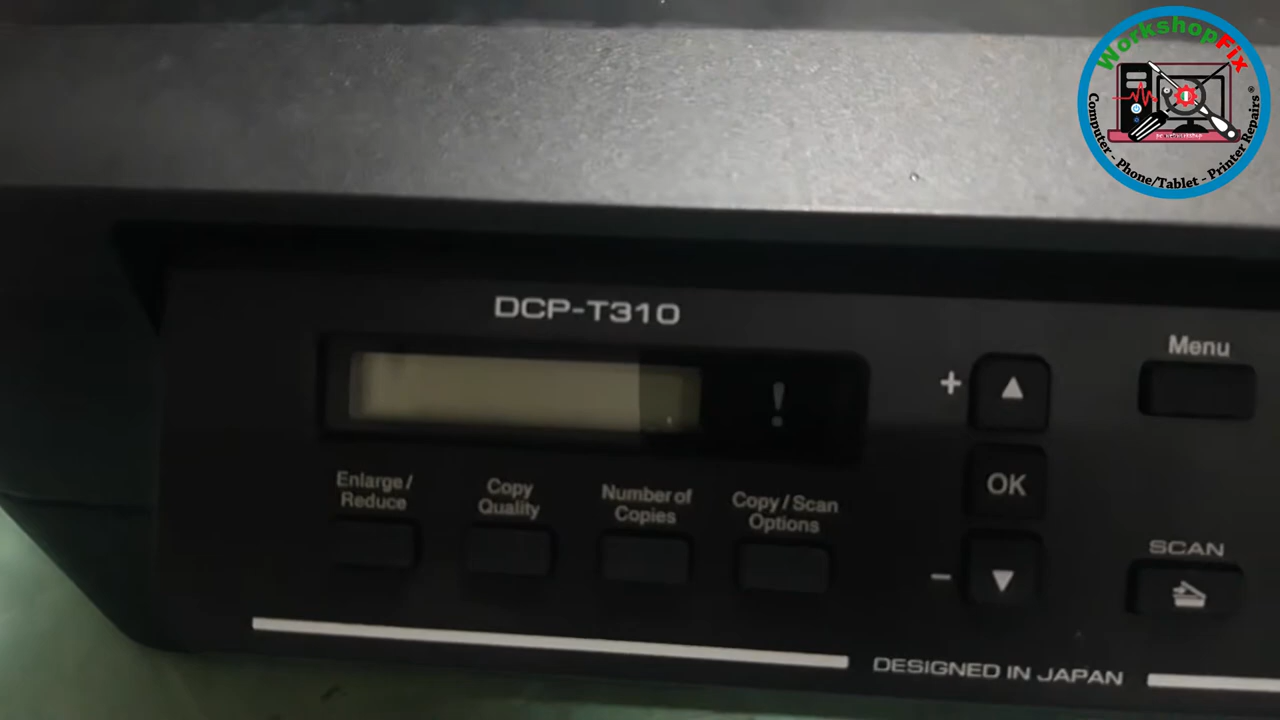 WorkshopFix
Computer - Phone/Tablet - Printer Repairs®
DCP-T310
!
+
Menu
OK
Enlarge/
Reduce
Copy
Quality
Number of
Copies
Copy/Scan
Options
−
SCAN
DESIGNED IN JAPAN